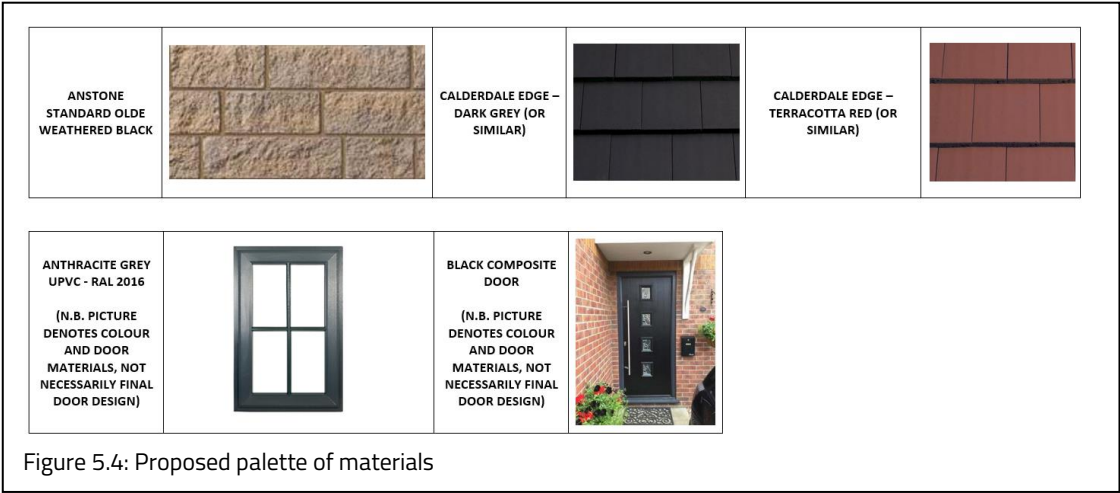 ANSTONE
STANDARD OLDE
WEATHERED BLACK
CALDERDALE EDGE –
DARK GREY (OR
SIMILAR)
CALDERDALE EDGE –
TERRACOTTA RED (OR
SIMILAR)
ANTHRACITE GREY
UPVC - RAL 2016
(N.B. PICTURE
DENOTES COLOUR
AND DOOR
MATERIALS, NOT
NECESSARILY FINAL
DOOR DESIGN)
BLACK COMPOSITE
DOOR
(N.B. PICTURE
DENOTES COLOUR
AND DOOR
MATERIALS, NOT
NECESSARILY FINAL
DOOR DESIGN)
Figure 5.4: Proposed palette of materials